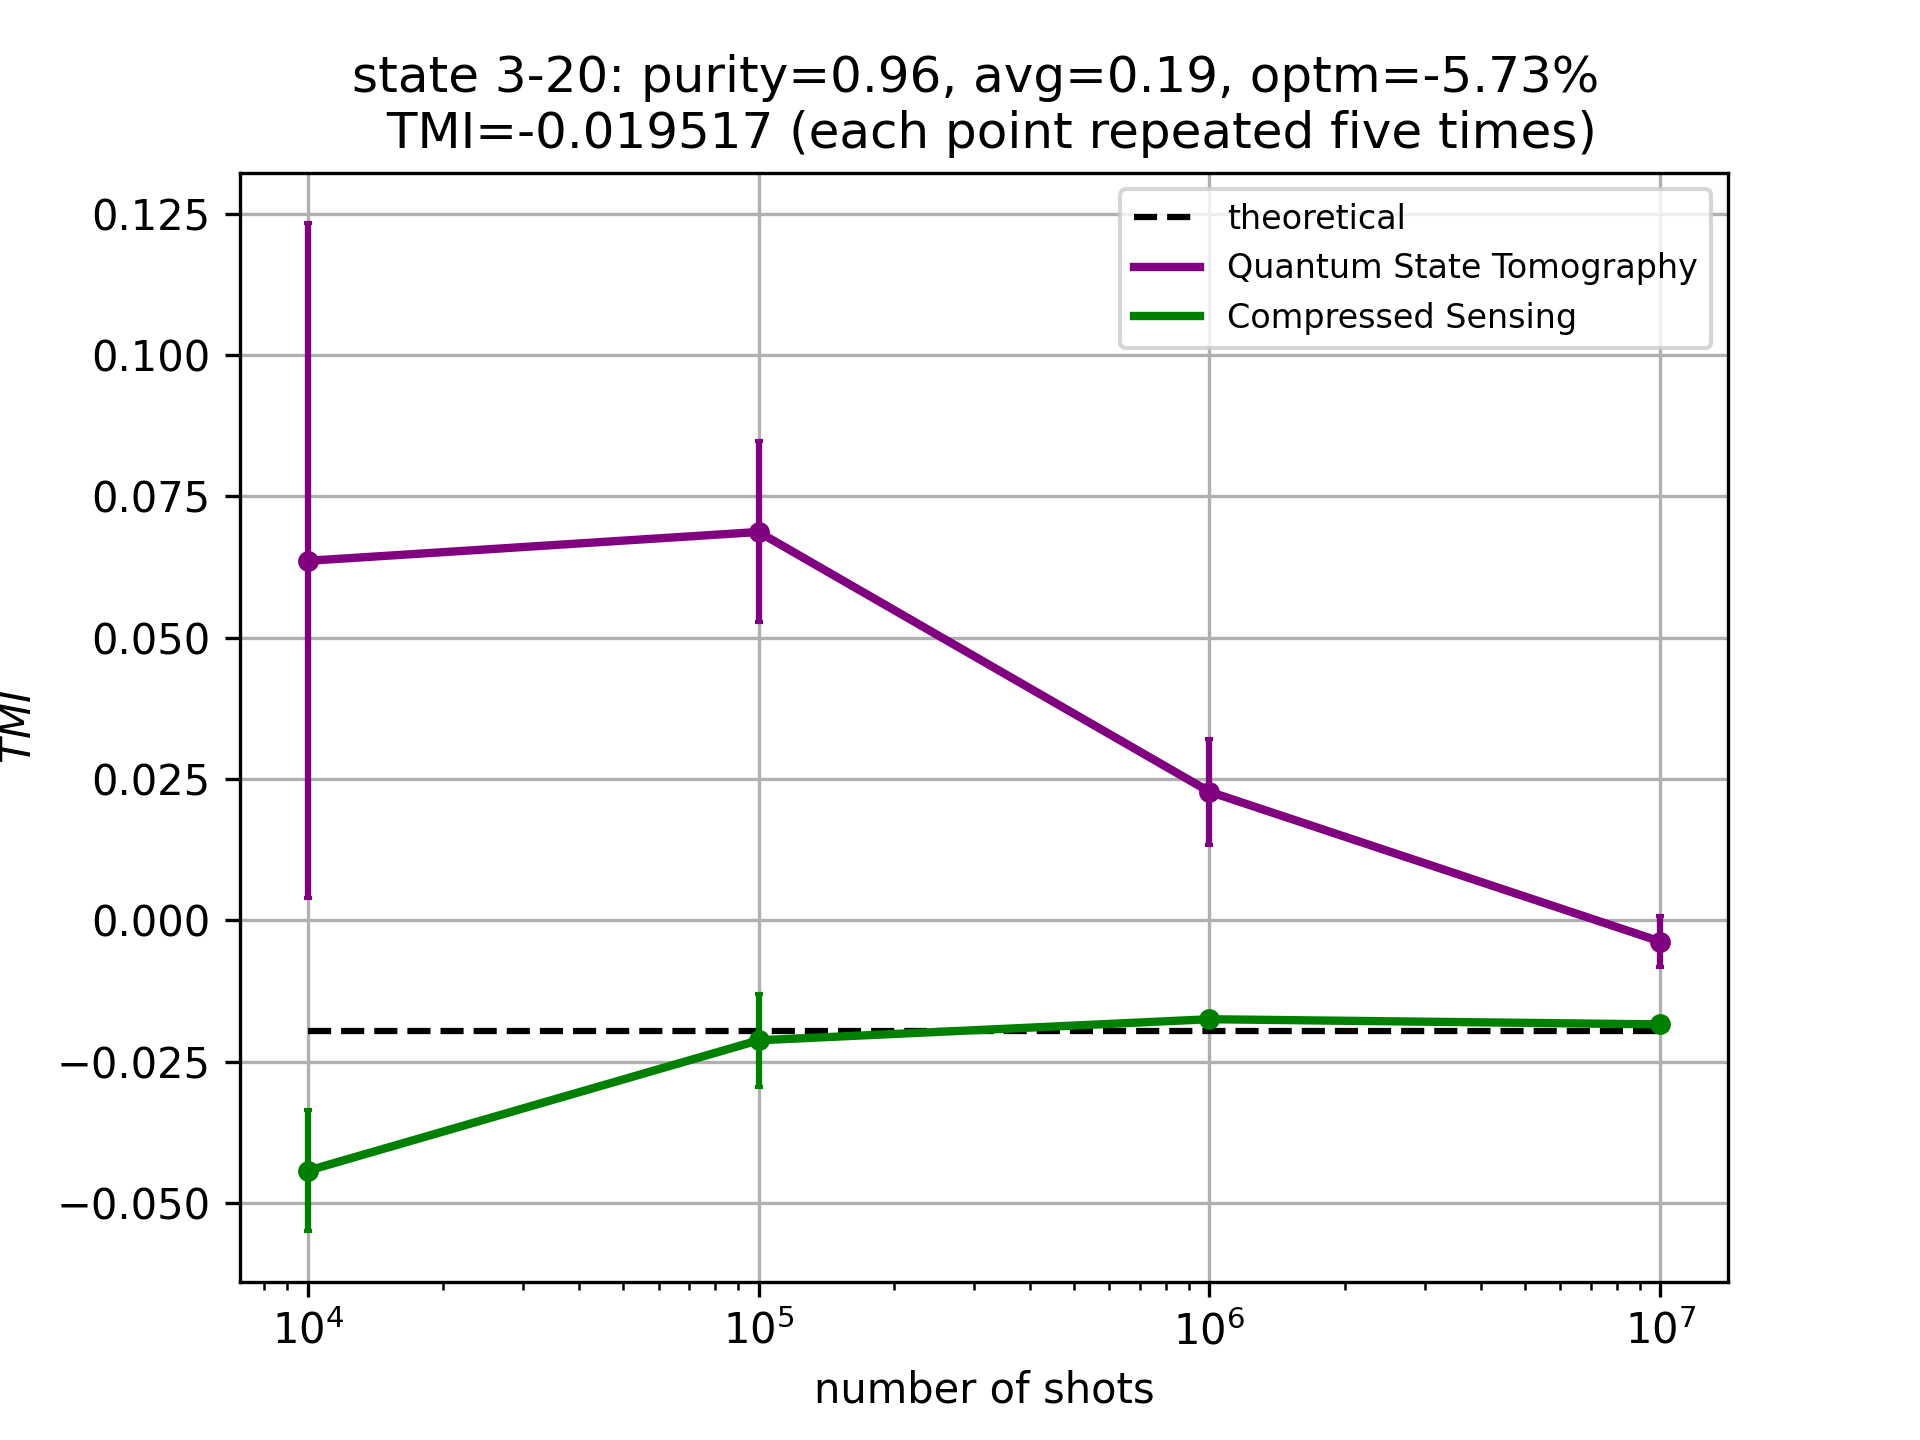 state 3-20: purity=0.96, avg=0.19, optm=-5.73%
TMI=-0.019517 (each point repeated five times)
theoretical
Quantum State Tomography
Compressed Sensing
0.125
0.100
0.075
0.050
0.025
0.000
−0.025
−0.050
TMI
10⁴
10⁵
10⁶
10⁷
number of shots